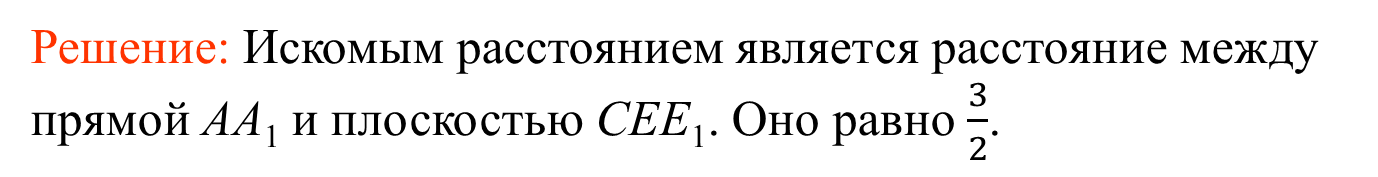 Решение: Искомым расстоянием является расстояние между
прямой AA₁ и плоскостью CEE₁. Оно равно 3/2.